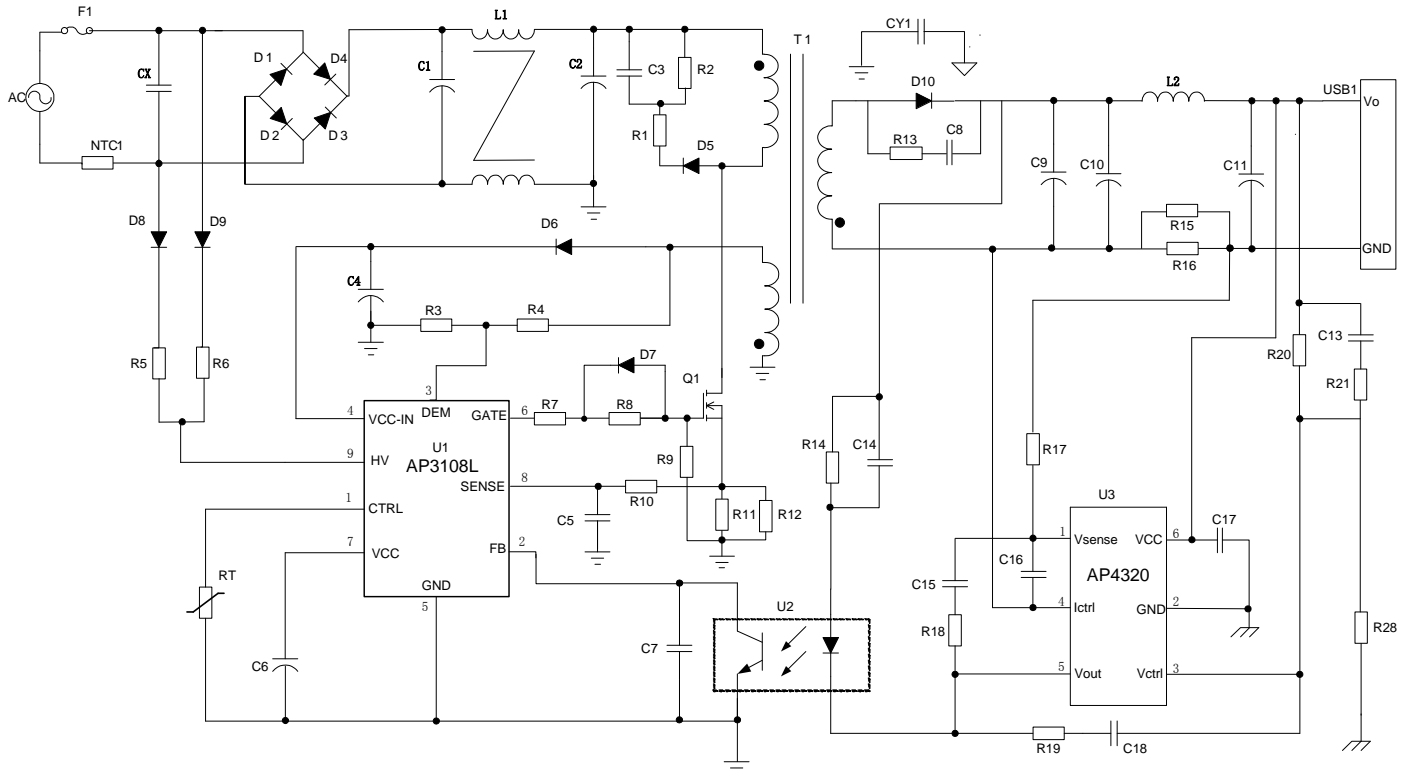 F1
L1
T1
CY1
AC
CX
D1
D4
D2
D3
NTC1
C1
C2
C3
R2
R1
D5
D10
R13
C8
L2
USB1
Vo
C9
C10
C11
R15
R16
GND
D8
D9
D6
C4
R3
R4
R5
R6
D7
Q1
R7
R8
R9
R10
R11
R12
C5
3
DEM
4
VCC-IN
GATE
6
U1
AP3108L
9
HV
SENSE
8
1
CTRL
7
VCC
FB
2
GND
5
RT
C6
C7
U2
R14
C14
R17
R20
C13
R21
U3
1
Vsense
VCC
6
C17
AP4320
C15
C16
4
Ictrl
GND
2
R18
R28
5
Vout
Vctrl
3
R19
C18